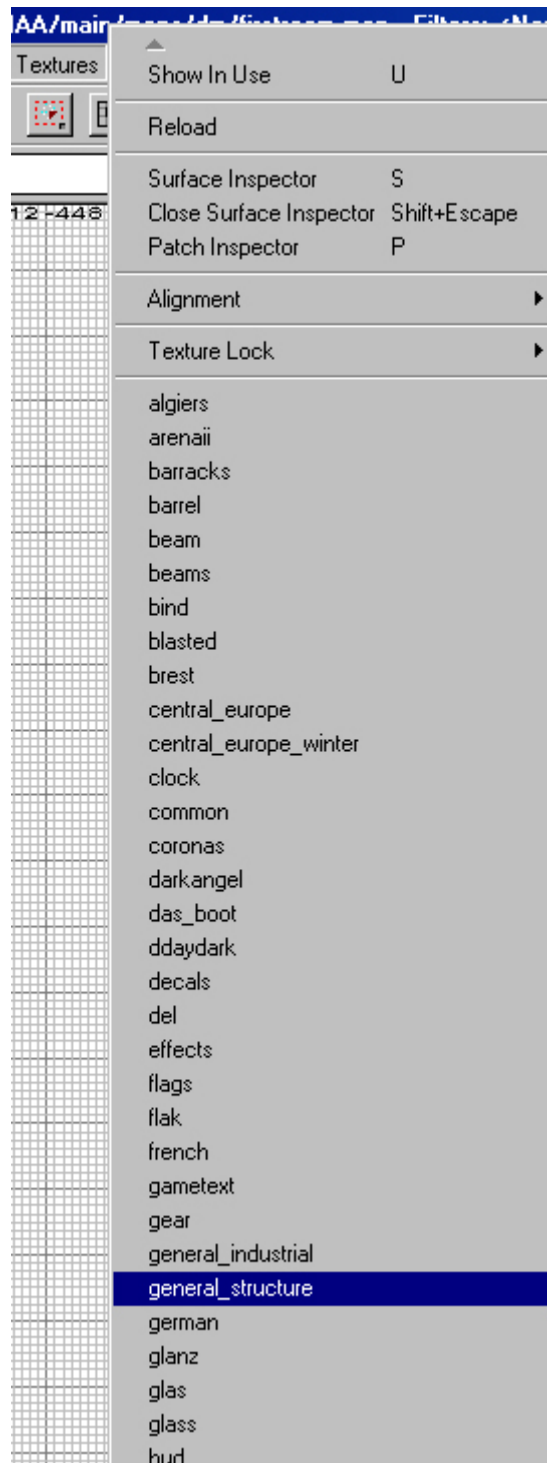 AA/main
Textures
Show In Use U
Reload
12 -448
Surface Inspector S
Close Surface Inspector Shift+Escape
Patch Inspector P
Alignment
Texture Lock
algiers
arenaii
barracks
barrel
beam
beams
bind
blasted
brest
central_europe
central_europe_winter
clock
common
coronas
darkangel
das_boot
ddaydark
decals
del
effects
flags
flak
french
gametext
gear
general_industrial
general_structure
german
glanz
glas
glass
hud